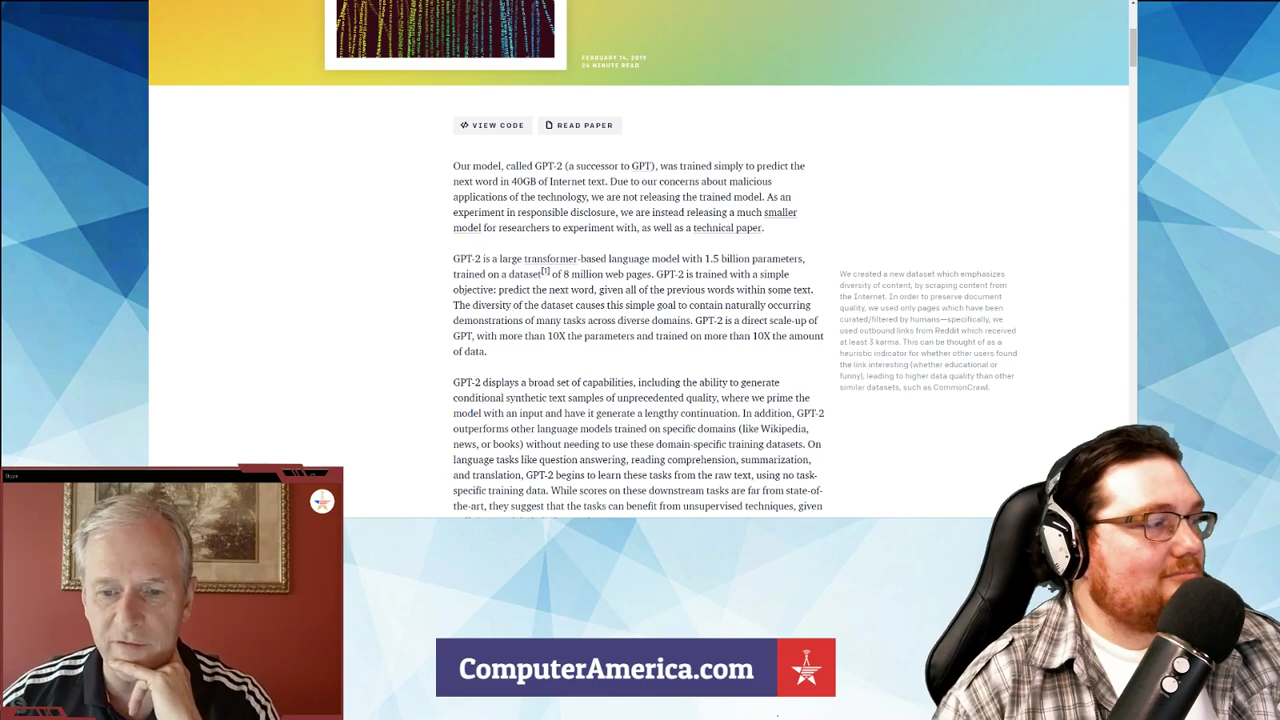 FEBRUARY 14, 2019
24 MINUTE READ
VIEW CODE
READ PAPER
Our model, called GPT-2 (a successor to GPT), was trained simply to predict the
next word in 40GB of Internet text. Due to our concerns about malicious
applications of the technology, we are not releasing the trained model. As an
experiment in responsible disclosure, we are instead releasing a much smaller
model for researchers to experiment with, as well as a technical paper.
GPT-2 is a large transformer-based language model with 1.5 billion parameters,
trained on a dataset[1] of 8 million web pages. GPT-2 is trained with a simple
objective: predict the next word, given all of the previous words within some text.
The diversity of the dataset causes this simple goal to contain naturally occurring
demonstrations of many tasks across diverse domains. GPT-2 is a direct scale-up of
GPT, with more than 10X the parameters and trained on more than 10X the amount
of data.
We created a new dataset which emphasizes
diversity of content, by scraping content from
the Internet. In order to preserve document
quality, we used only pages which have been
curated/filtered by humans—specifically, we
used outbound links from Reddit which received
at least 3 karma. This can be thought of as a
heuristic indicator for whether other users found
the link interesting (whether educational or
funny), leading to higher data quality than other
similar datasets, such as CommonCrawl.
GPT-2 displays a broad set of capabilities, including the ability to generate
conditional synthetic text samples of unprecedented quality, where we prime the
model with an input and have it generate a lengthy continuation. In addition, GPT-2
outperforms other language models trained on specific domains (like Wikipedia,
news, or books) without needing to use these domain-specific training datasets. On
language tasks like question answering, reading comprehension, summarization,
and translation, GPT-2 begins to learn these tasks from the raw text, using no task-
specific training data. While scores on these downstream tasks are far from state-of-
the-art, they suggest that the tasks can benefit from unsupervised techniques, given
Skype
ComputerAmerica.com